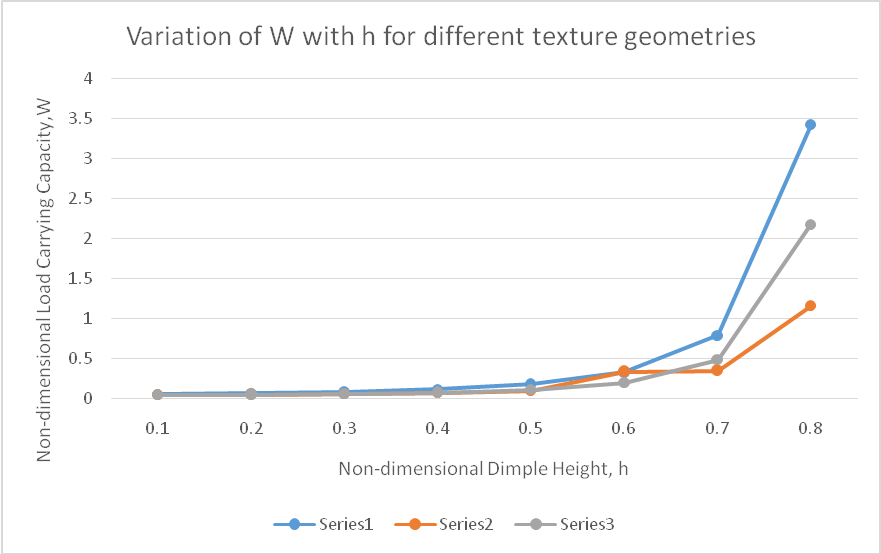 Variation of W with h for different texture geometries
Non-dimensional Load Carrying Capacity,W
4
3.5
3
2.5
2
1.5
1
0.5
0
0.1 0.2 0.3 0.4 0.5 0.6 0.7 0.8
Non-dimensional Dimple Height, h
Series1 Series2 Series3